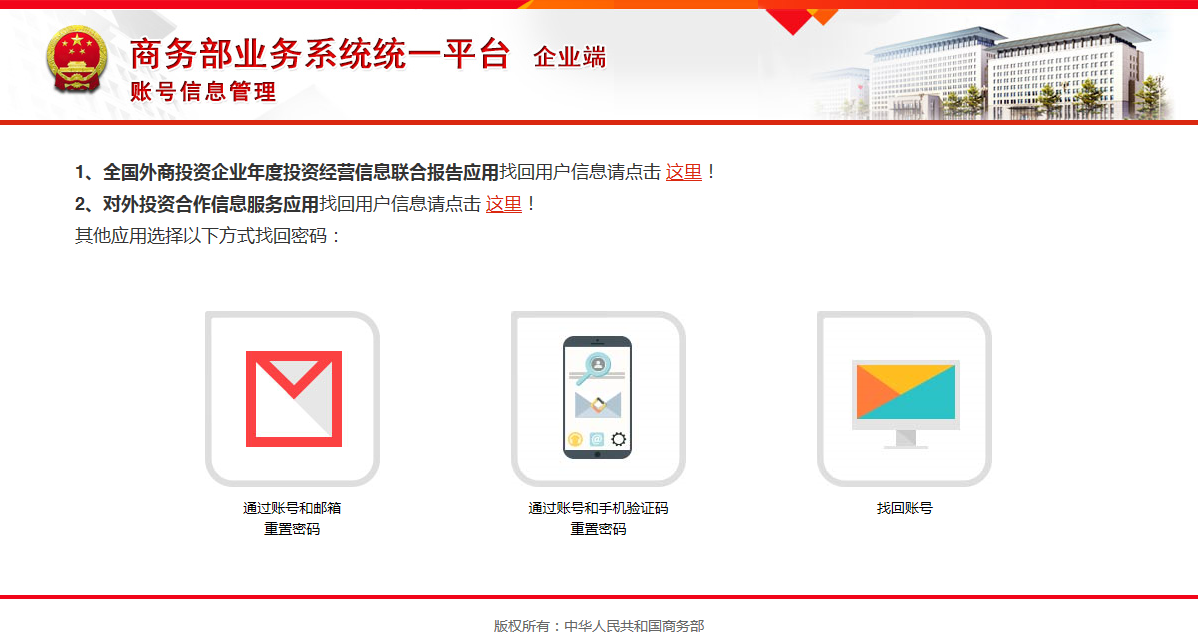 商务部业务系统统一平台 企业端
账号信息管理
1、全国外商投资企业年度投资经营信息联合报告应用找回用户信息请点击 这里！
2、对外投资合作信息服务应用找回用户信息请点击 这里！
其他应用选择以下方式找回密码：
通过账号和邮箱
重置密码
通过账号和手机验证码
重置密码
找回账号
版权所有：中华人民共和国商务部